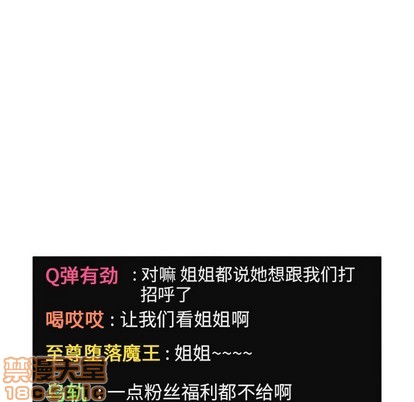 Q弹有劲 : 对嘛 姐姐都说她想跟我们打
招呼了
喝哎哎 : 让我们看姐姐啊
至尊堕落魔王 : 姐姐~~~~
乌轨 : 一点粉丝福利都不给啊
禁漫天堂